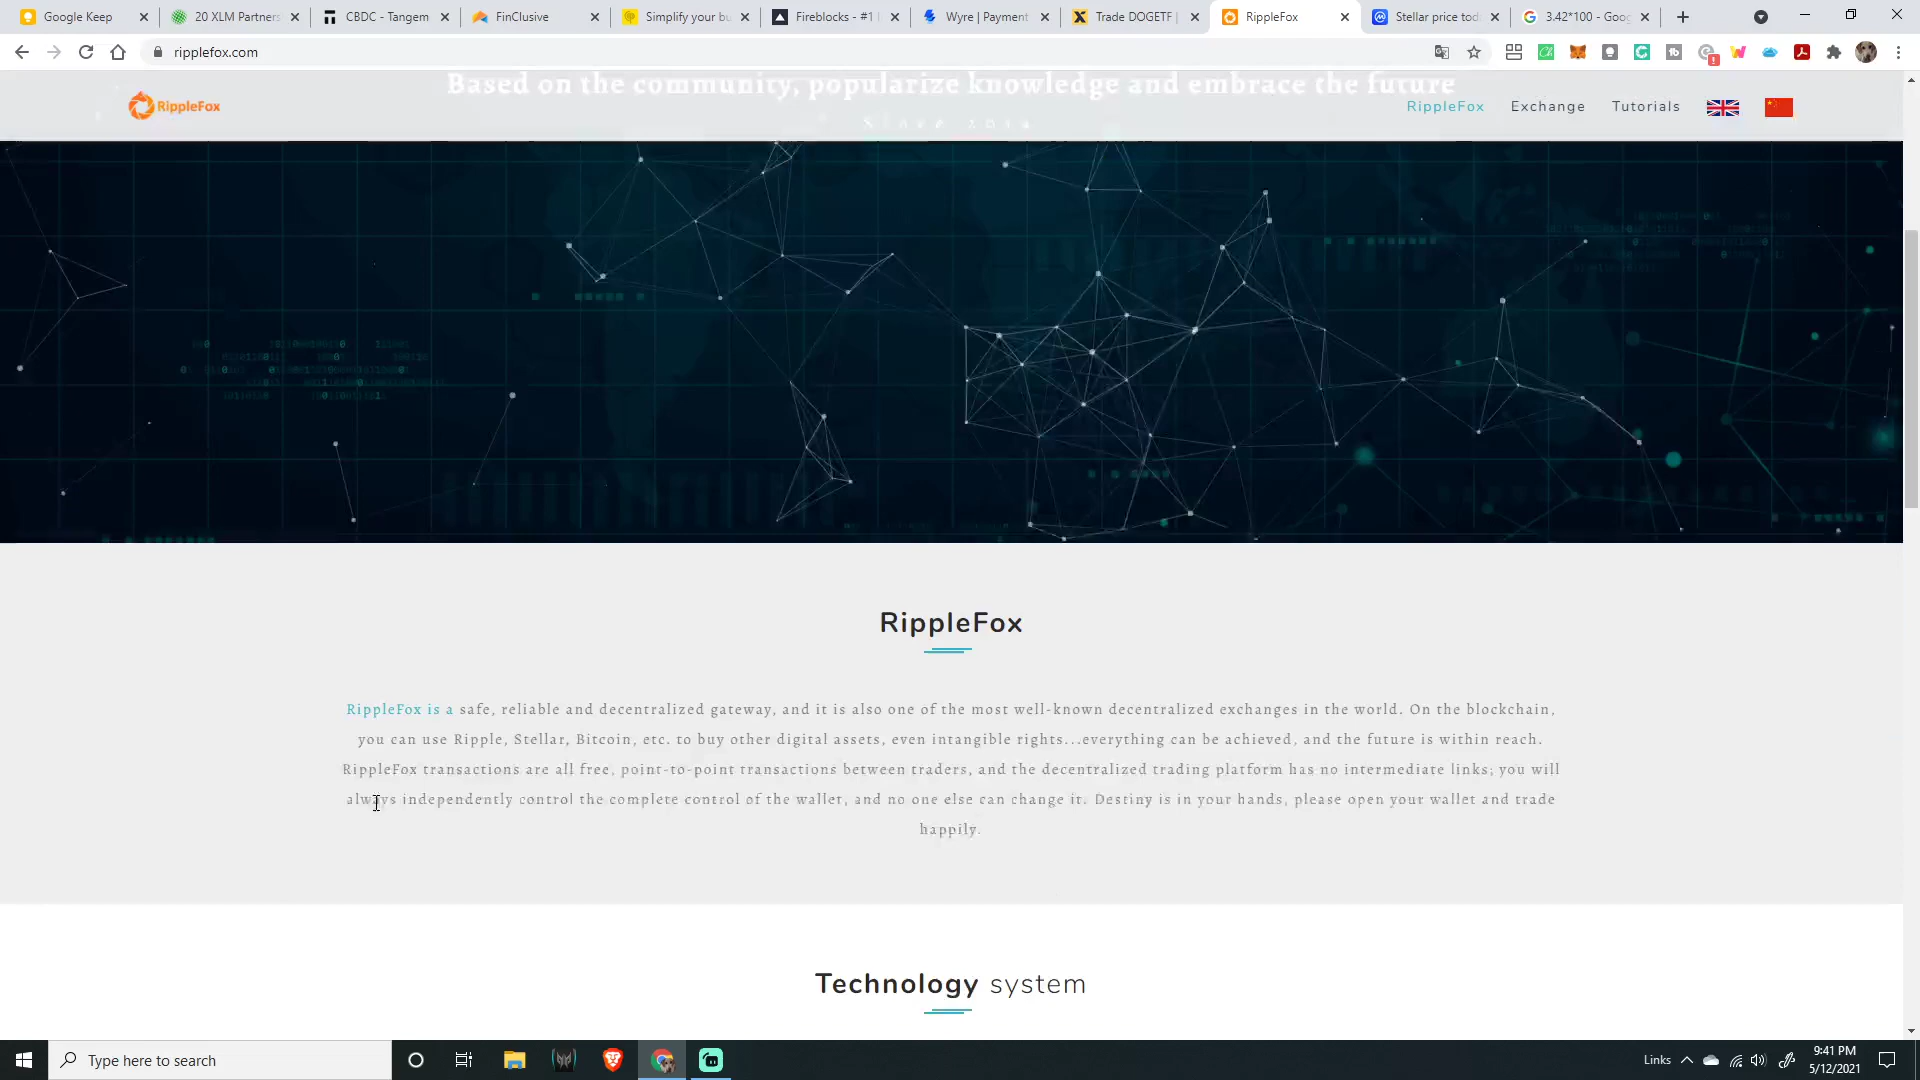 Google Keep
20 XLM Partners
CBDC - Tangem
FinClusive
Simplify your bu
Fireblocks - #1
Wyre | Payment
Trade DOGETF |
RippleFox
Stellar price tod
3.42*100 - Goog
ripplefox.com
Based on the community, popularize knowledge and embrace the future
RippleFox
RippleFox
Exchange
Tutorials
RippleFox
RippleFox is a safe, reliable and decentralized gateway, and it is also one of the most well-known decentralized exchanges in the world. On the blockchain,
you can use Ripple, Stellar, Bitcoin, etc. to buy other digital assets, even intangible rights...everything can be achieved, and the future is within reach.
RippleFox transactions are all free, point-to-point transactions between traders, and the decentralized trading platform has no intermediate links; you will
always independently control the complete control of the wallet, and no one else can change it. Destiny is in your hands, please open your wallet and trade
happily.
Technology system
Type here to search
Links
9:41 PM
5/12/2021